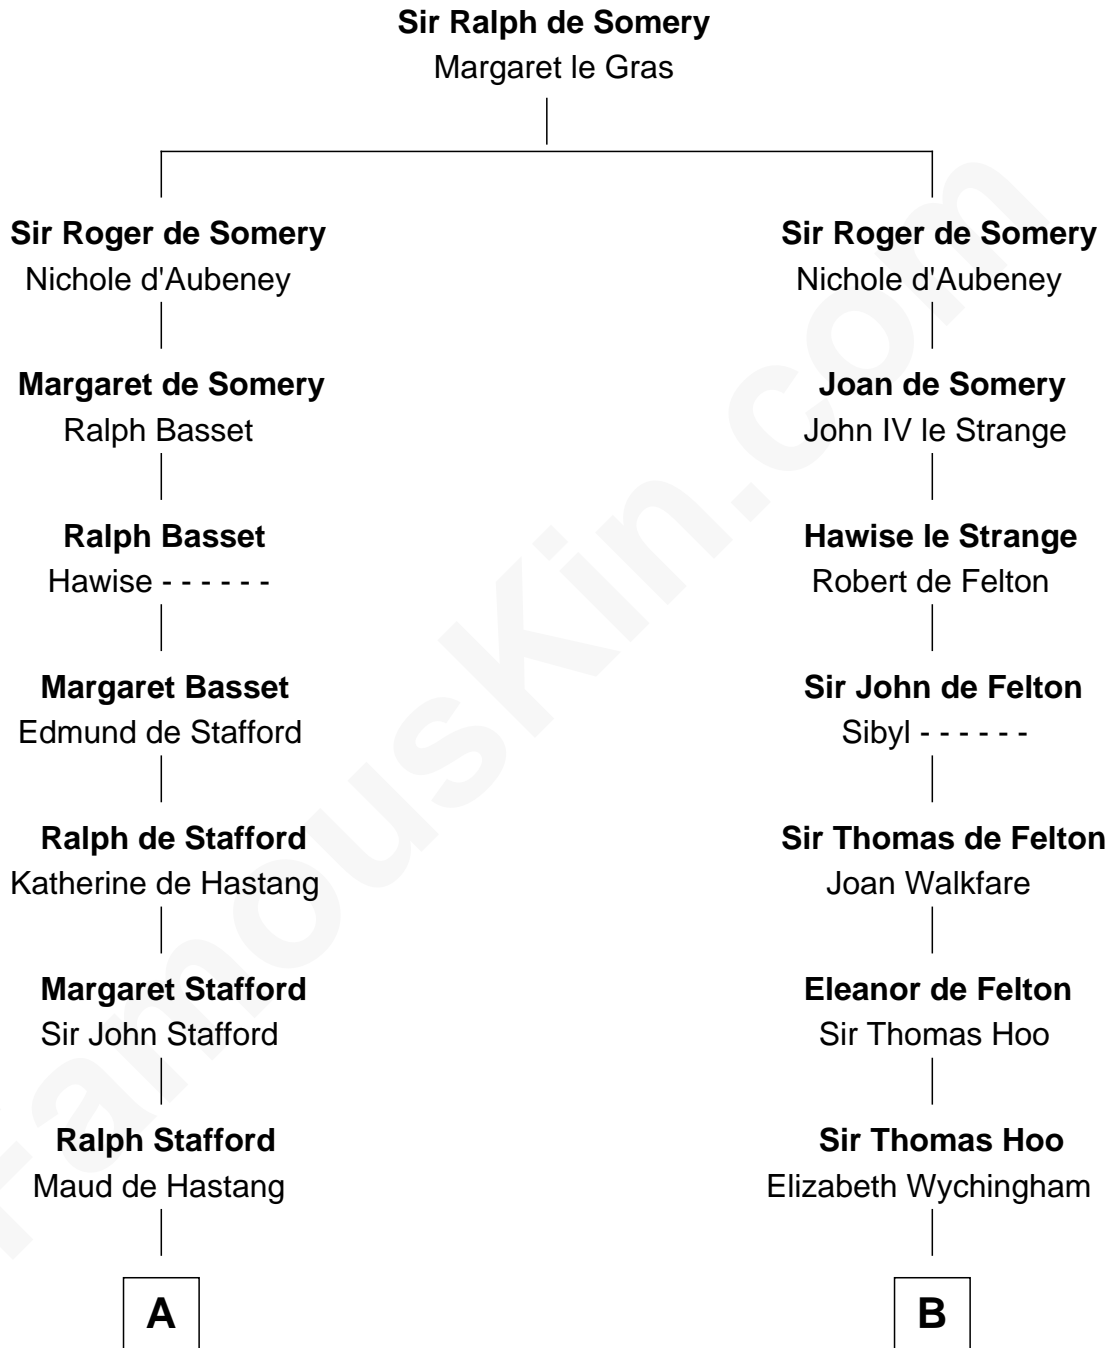 Sir Ralph de Somery
Margaret le Gras
Sir Roger de Somery
Nichole d'Aubeney
Margaret de Somery
Ralph Basset
Ralph Basset
Hawise - - - - - -
Margaret Basset
Edmund de Stafford
Ralph de Stafford
Katherine de Hastang
Margaret Stafford
Sir John Stafford
Ralph Stafford
Maud de Hastang
A
Sir Roger de Somery
Nichole d'Aubeney
Joan de Somery
John IV le Strange
Hawise le Strange
Robert de Felton
Sir John de Felton
Sibyl - - - - - -
Sir Thomas de Felton
Joan Walkfare
Eleanor de Felton
Sir Thomas Hoo
Sir Thomas Hoo
Elizabeth Wychingham
B
FamousKin.com